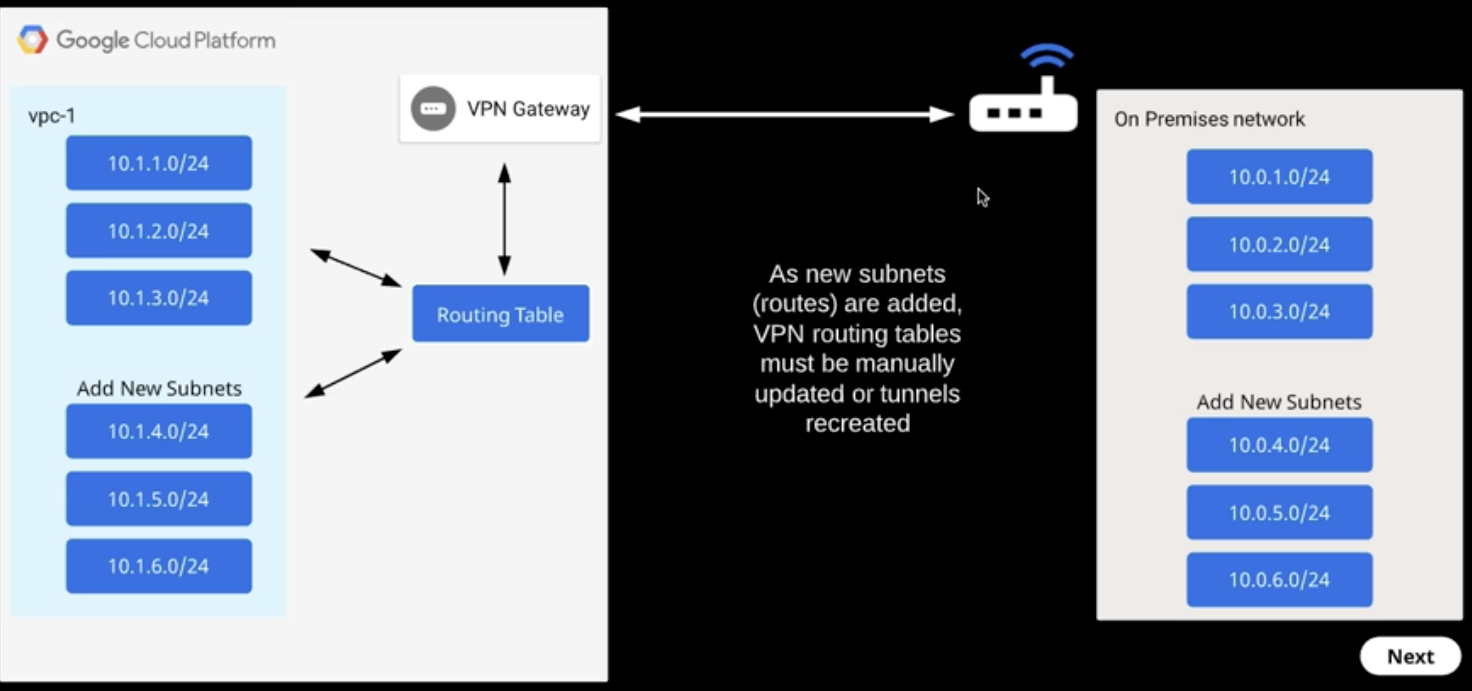 Google Cloud Platform
vpc-1
10.1.1.0/24
10.1.2.0/24
10.1.3.0/24
Add New Subnets
10.1.4.0/24
10.1.5.0/24
10.1.6.0/24
VPN Gateway
Routing Table
As new subnets
(routes) are added,
VPN routing tables
must be manually
updated or tunnels
recreated
On Premises network
10.0.1.0/24
10.0.2.0/24
10.0.3.0/24
Add New Subnets
10.0.4.0/24
10.0.5.0/24
10.0.6.0/24
Next